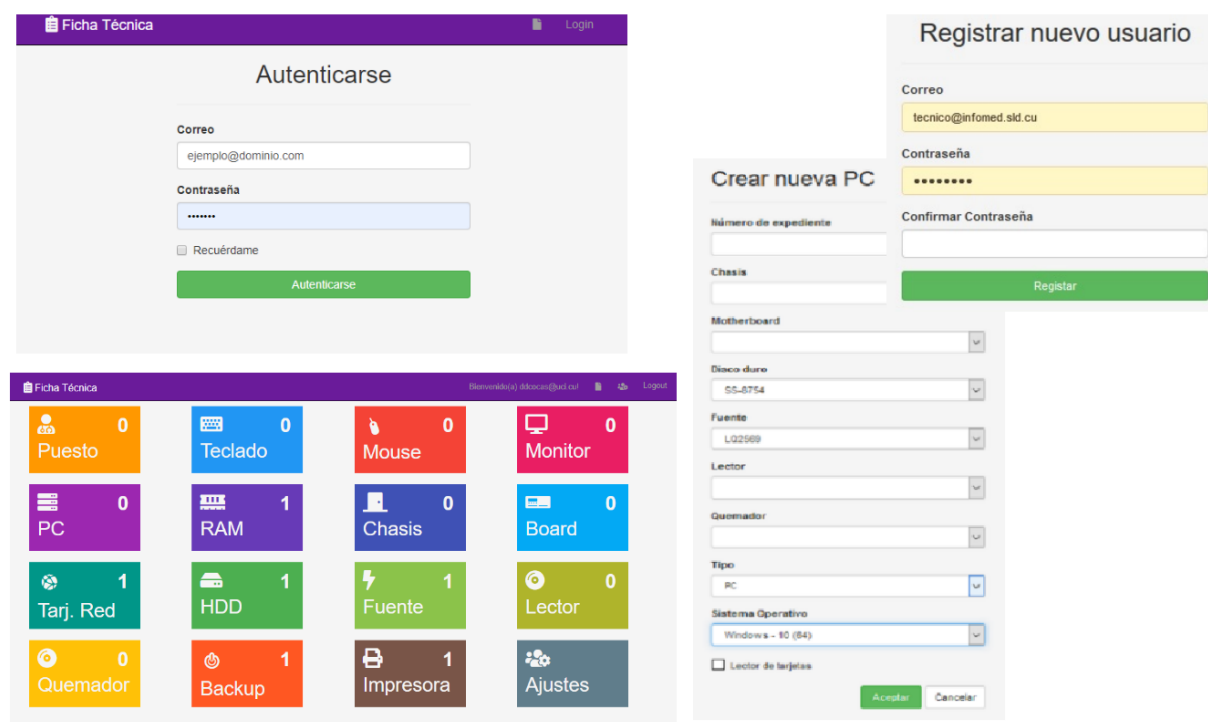 Ficha Técnica
Login
Autenticarse
Correo
ejemplo@dominio.com
Contraseña
•••••••
Recuérdame
Autenticarse
Registrar nuevo usuario
Correo
tecnico@infomed.sld.cu
Contraseña
••••••••
Confirmar Contraseña
Registar
Crear nueva PC
Número de expediente
Chasis
Motherboard
Disco duro
SS-8754
Fuente
LQ2569
Lector
Quemador
Tipo
PC
Sistema Operativo
Windows - 10 (64)
Lector de tarjetas
Aceptar Cancelar
Ficha Técnica
Bienvenido(a) Logout
0 0 0 0
Puesto Teclado Mouse Monitor
0 1 0 0
PC RAM Chasis Board
1 1 1 0
Tarj. Red HDD Fuente Lector
0 1 1
Quemador Backup Impresora Ajustes